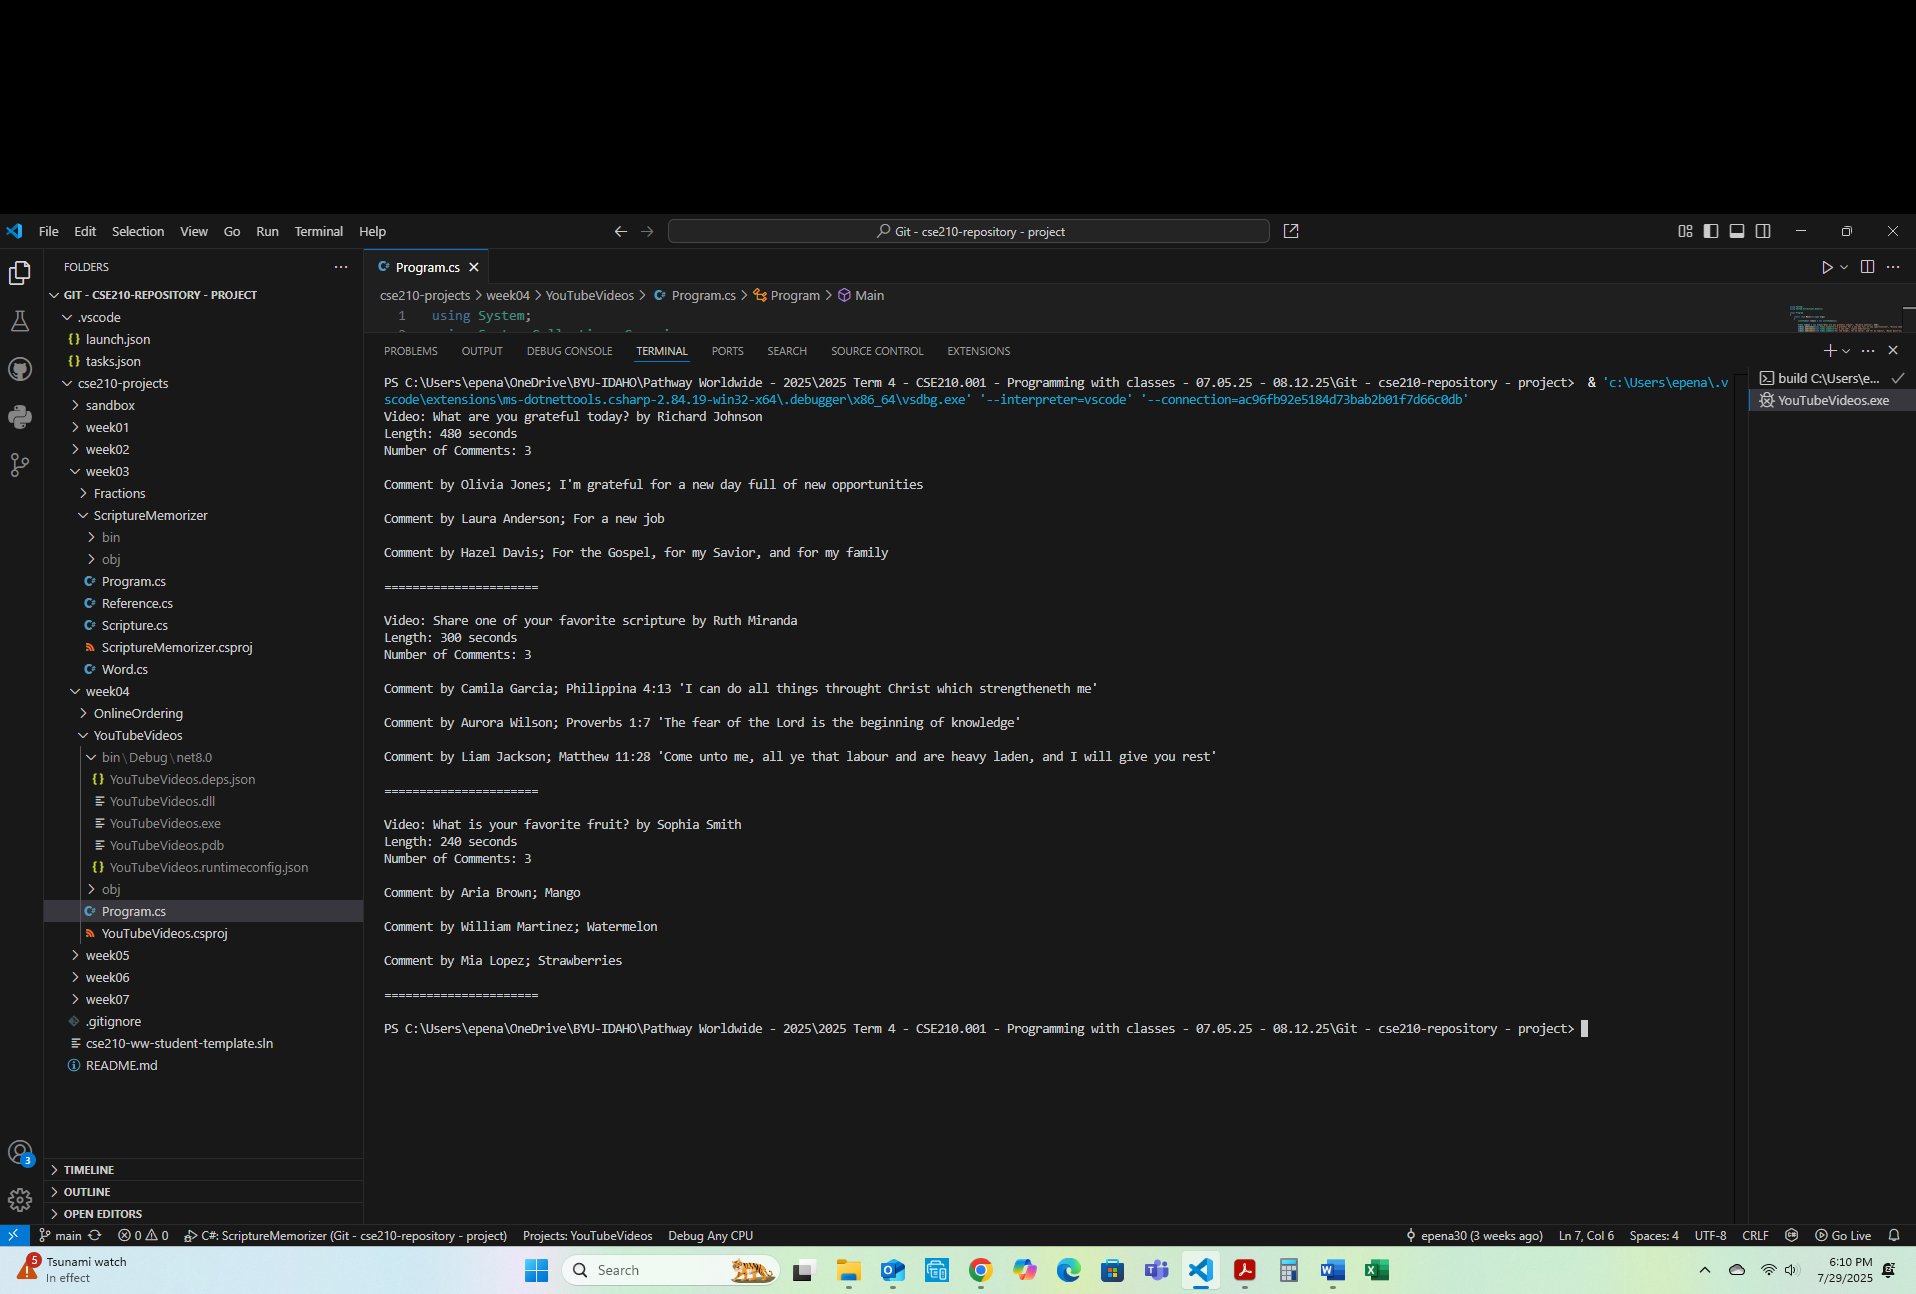 File Edit Selection View Go Run Terminal Help
Git - cse210-repository - project
FOLDERS
GIT - CSE210-REPOSITORY - PROJECT
.vscode
launch.json
tasks.json
cse210-projects
sandbox
week01
week02
week03
Fractions
ScriptureMemorizer
bin
obj
Program.cs
Reference.cs
Scripture.cs
ScriptureMemorizer.csproj
Word.cs
week04
OnlineOrdering
YouTubeVideos
bin\Debug\net8.0
YouTubeVideos.deps.json
YouTubeVideos.dll
YouTubeVideos.exe
YouTubeVideos.pdb
YouTubeVideos.runtimeconfig.json
obj
Program.cs
YouTubeVideos.csproj
week05
week06
week07
.gitignore
cse210-ww-student-template.sln
README.md
TIMELINE
OUTLINE
OPEN EDITORS
Program.cs
cse210-projects > week04 > YouTubeVideos > Program.cs > Program > Main
1 using System;
PROBLEMS OUTPUT DEBUG CONSOLE TERMINAL PORTS SEARCH SOURCE CONTROL EXTENSIONS
PS C:\Users\epena\OneDrive\BYU-IDAHO\Pathway Worldwide - 2025\2025 Term 4 - CSE210.001 - Programming with classes - 07.05.25 - 08.12.25\Git - cse210-repository - project> & 'c:\Users\epena\.v
scode\extensions\ms-dotnettools.csharp-2.84.19-win32-x64\.debugger\x86_64\vsdbg.exe' '--interpreter=vscode' '--connection=ac96fb92e5184d73bab2b01f7d66c0db'
Video: What are you grateful today? by Richard Johnson
Length: 480 seconds
Number of Comments: 3
Comment by Olivia Jones; I'm grateful for a new day full of new opportunities
Comment by Laura Anderson; For a new job
Comment by Hazel Davis; For the Gospel, for my Savior, and for my family
======================
Video: Share one of your favorite scripture by Ruth Miranda
Length: 300 seconds
Number of Comments: 3
Comment by Camila Garcia; Philippina 4:13 'I can do all things throught Christ which strengtheneth me'
Comment by Aurora Wilson; Proverbs 1:7 'The fear of the Lord is the beginning of knowledge'
Comment by Liam Jackson; Matthew 11:28 'Come unto me, all ye that labour and are heavy laden, and I will give you rest'
======================
Video: What is your favorite fruit? by Sophia Smith
Length: 240 seconds
Number of Comments: 3
Comment by Aria Brown; Mango
Comment by William Martinez; Watermelon
Comment by Mia Lopez; Strawberries
======================
PS C:\Users\epena\OneDrive\BYU-IDAHO\Pathway Worldwide - 2025\2025 Term 4 - CSE210.001 - Programming with classes - 07.05.25 - 08.12.25\Git - cse210-repository - project>
build C:\Users\e...
YouTubeVideos.exe
3
main 0 0 C#: ScriptureMemorizer (Git - cse210-repository - project) Projects: YouTubeVideos Debug Any CPU epena30 (3 weeks ago) Ln 7, Col 6 Spaces: 4 UTF-8 CRLF Go Live
5
Tsunami watch
In effect
Search
6:10 PM
7/29/2025